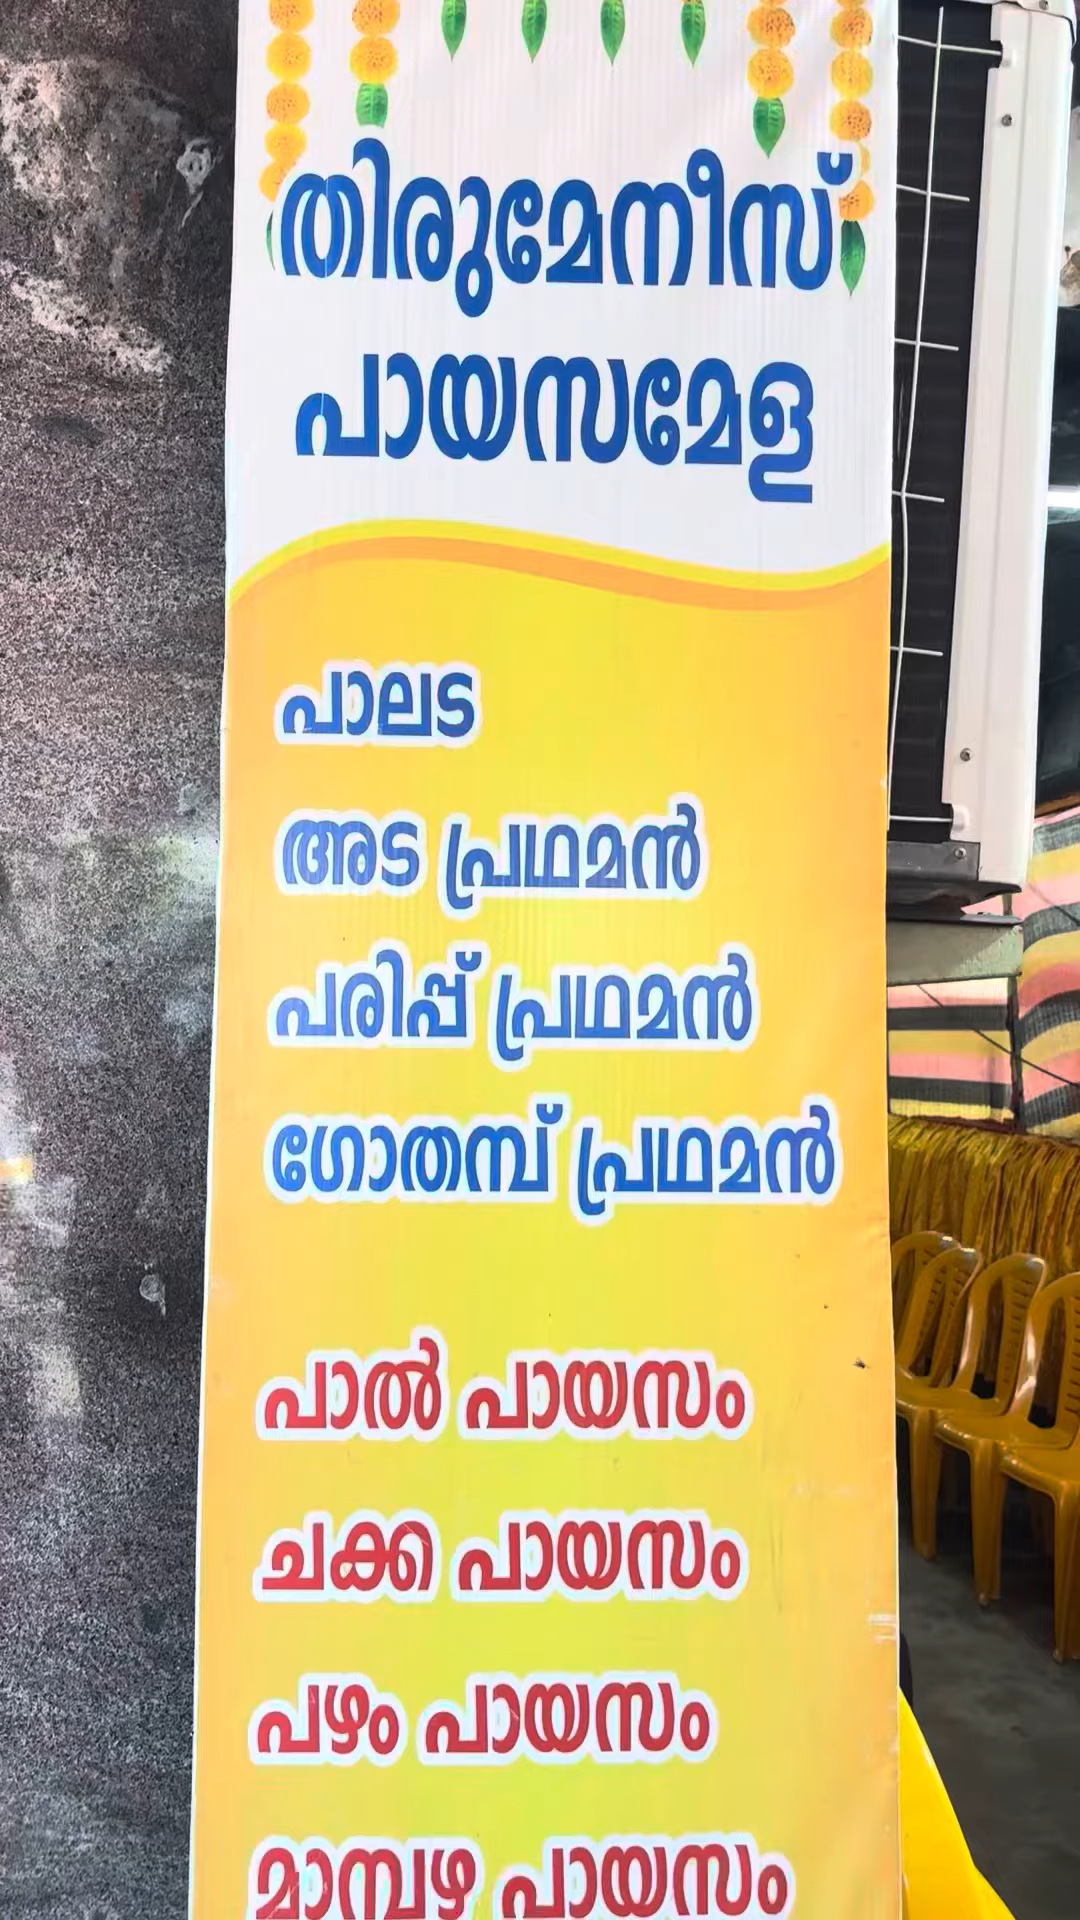 തിരുമേനീസ്
പായസമേള
പാലട
അട പ്രഥമൻ
പരിപ്പ് പ്രഥമൻ
ഗോതമ്പ് പ്രഥമൻ
പാൽ പായസം
ചക്ക പായസം
പഴം പായസം
മാമ്പഴ പായസം